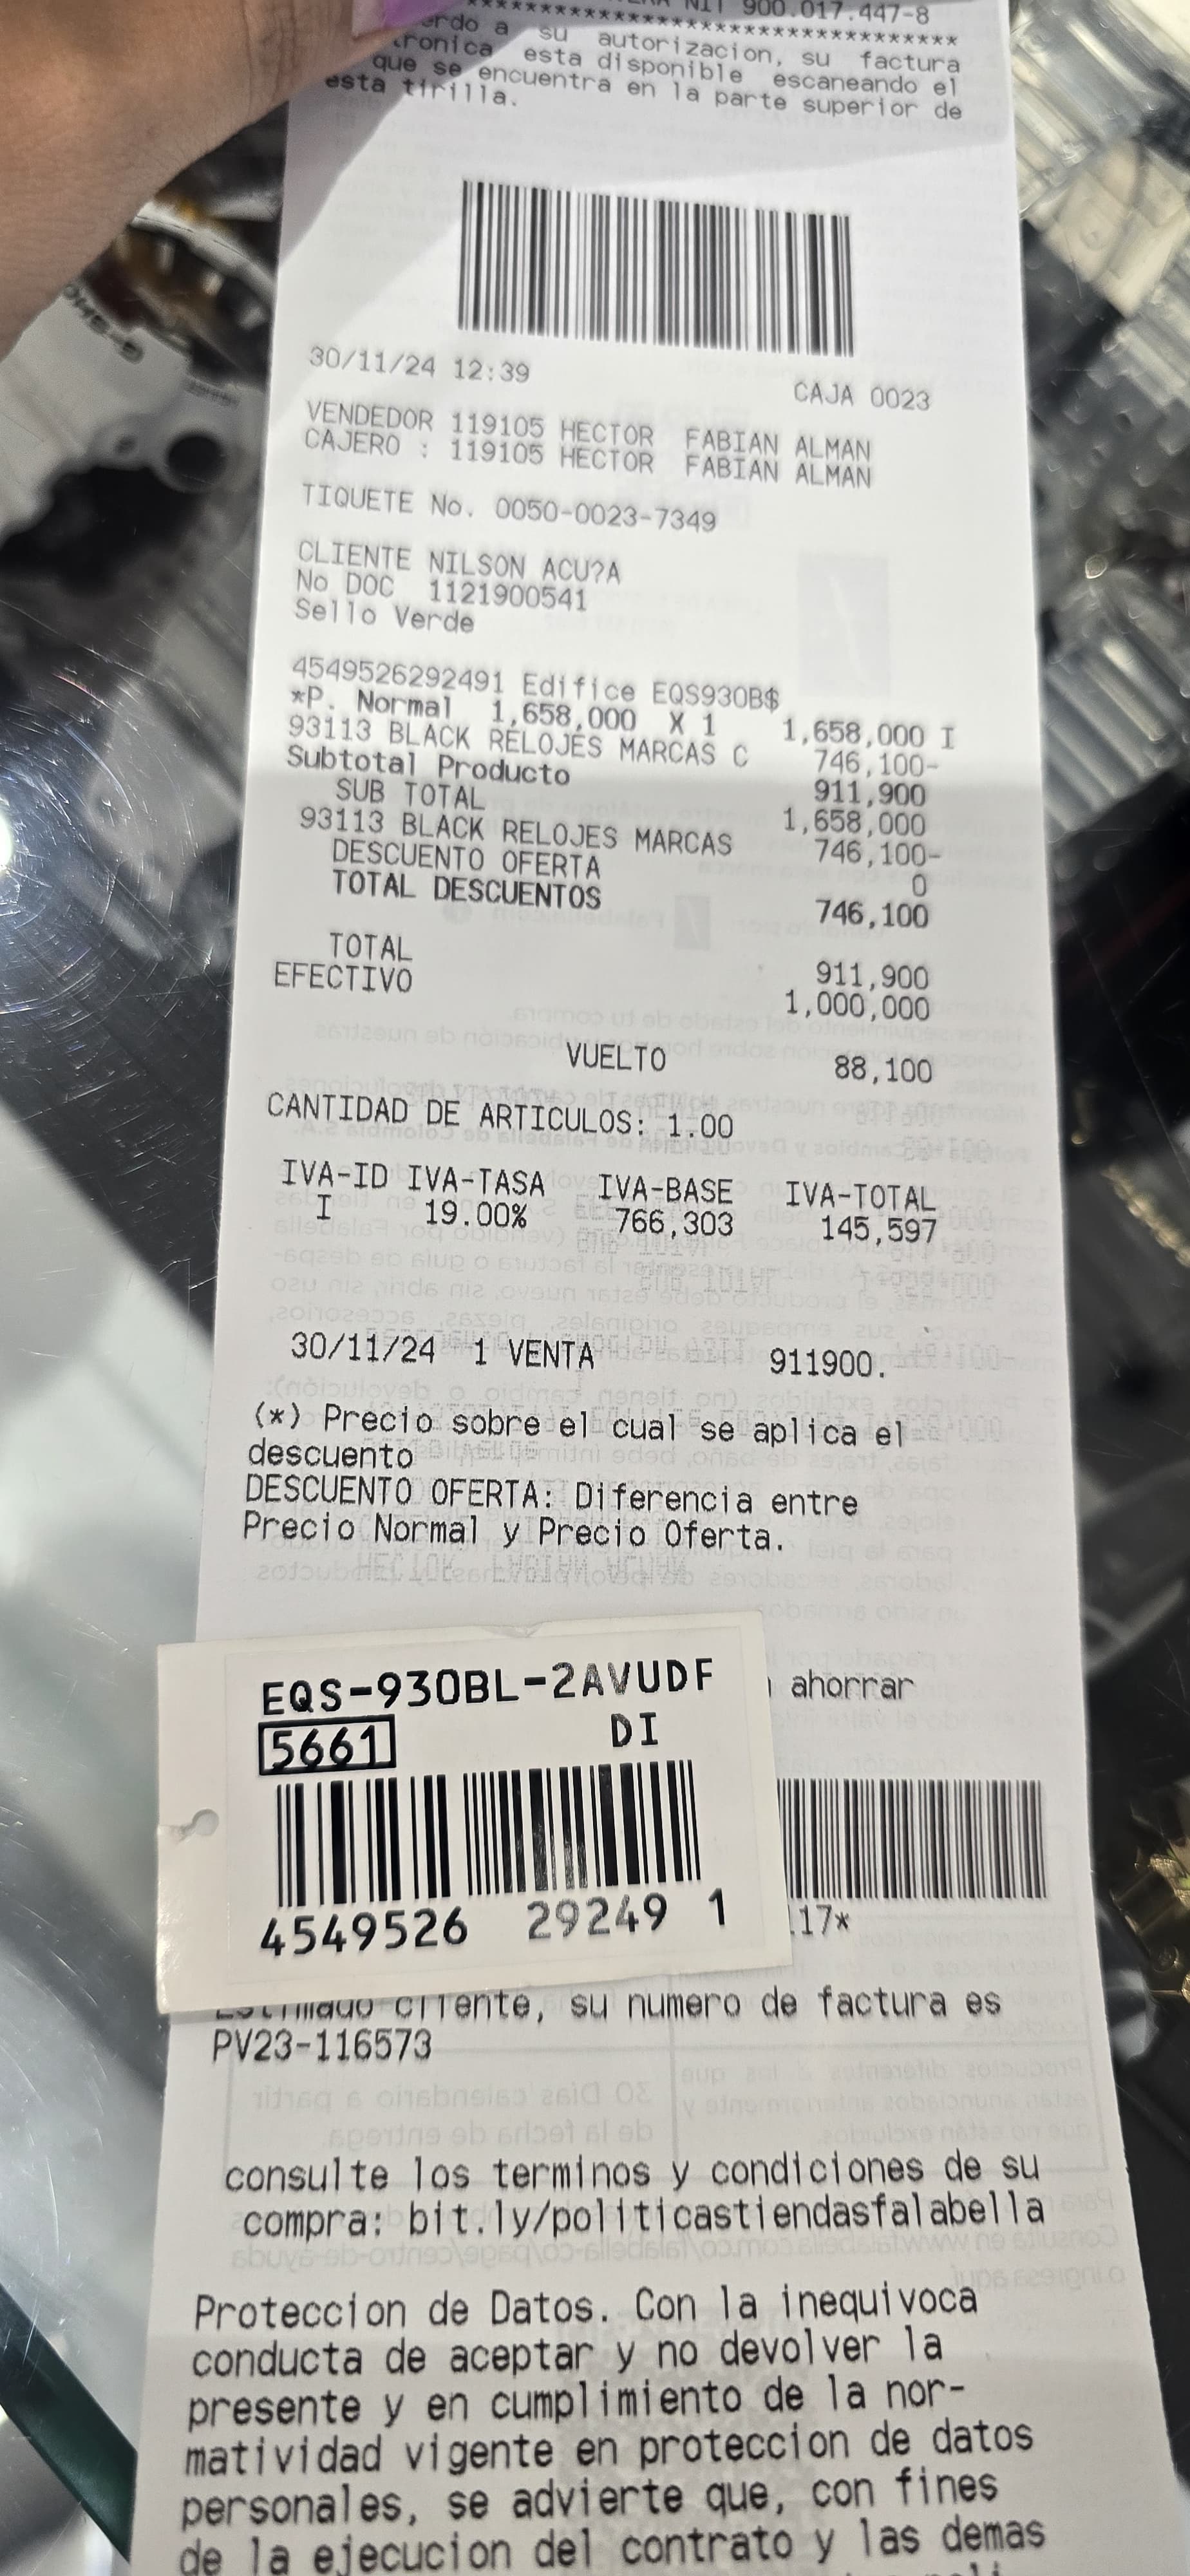 NIT 900.017.447-8
************************************
a su autorizacion, su factura
esta disponible escaneando el
que se encuentra en la parte superior de
esta tirilla.
30/11/24 12:39 CAJA 0023
VENDEDOR 119105 HECTOR FABIAN ALMAN
CAJERO : 119105 HECTOR FABIAN ALMAN
TIQUETE No. 0050-0023-7349
CLIENTE NILSON ACU?A
No DOC 1121900541
Sello Verde
4549526292491 Edifice EQS930B$
*P. Normal 1,658,000 X 1 1,658,000 I
93113 BLACK RELOJES MARCAS C 746,100-
Subtotal Producto 911,900
SUB TOTAL 1,658,000
93113 BLACK RELOJES MARCAS 746,100-
DESCUENTO OFERTA 0
TOTAL DESCUENTOS 746,100
TOTAL 911,900
EFECTIVO 1,000,000
VUELTO 88,100
CANTIDAD DE ARTICULOS: 1.00
IVA-ID IVA-TASA IVA-BASE IVA-TOTAL
I 19.00% 766,303 145,597
30/11/24 1 VENTA 911900.
(*) Precio sobre el cual se aplica el
descuento
DESCUENTO OFERTA: Diferencia entre
Precio Normal y Precio Oferta.
ahorrar
EQS-930BL-2AVUDF
5661 DI
4549526 29249 1
117*
Estimado cliente, su numero de factura es
PV23-116573
consulte los terminos y condiciones de su
compra: bit.ly/politicastiendasfalabella
Proteccion de Datos. Con la inequivoca
conducta de aceptar y no devolver la
presente y en cumplimiento de la nor-
matividad vigente en proteccion de datos
personales, se advierte que, con fines
de la ejecucion del contrato y las demas